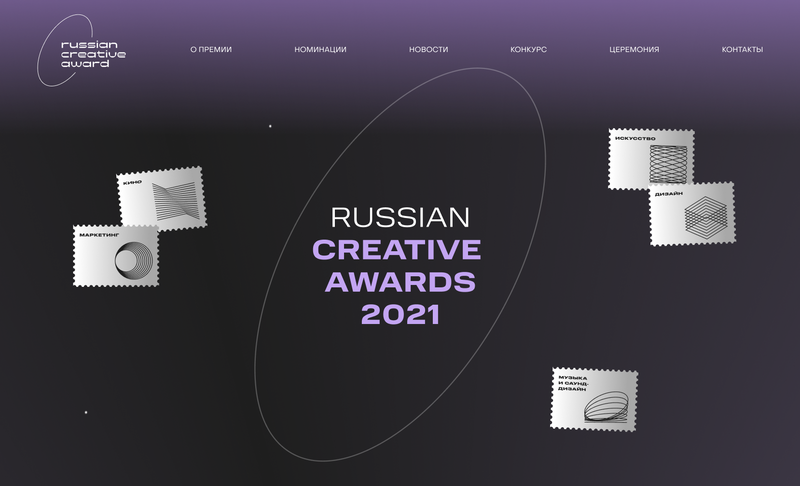 russian
creative
award
О ПРЕМИИ
НОМИНАЦИИ
НОВОСТИ
КОНКУРС
ЦЕРЕМОНИЯ
КОНТАКТЫ
ИСКУССТВО
КИНО
ДИЗАЙН
RUSSIAN
CREATIVE
AWARDS
2021
МАРКЕТИНГ
МУЗЫКА
И САУНД-
ДИЗАЙН